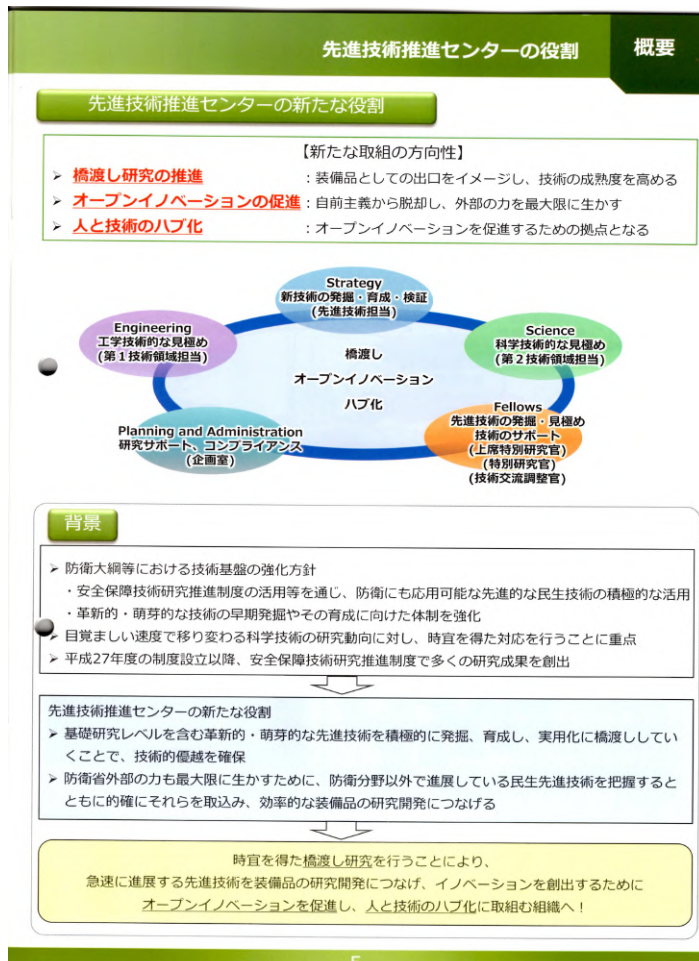 先進技術推進センターの役割
概要
先進技術推進センターの新たな役割
【新たな取組の方向性】
➢ 橋渡し研究の推進 :装備品としての出口をイメージし、技術の成熟度を高める
➢ オープンイノベーションの促進:自前主義から脱却し、外部の力を最大限に生かす
➢ 人と技術のハブ化 :オープンイノベーションを促進するための拠点となる
Strategy
新技術の発掘・育成・検証
(先進技術担当)
Engineering
工学技術的な見極め
(第1技術領域担当)
Science
科学技術的な見極め
(第2技術領域担当)
橋渡し
オープンイノベーション
ハブ化
Planning and Administration
研究サポート、コンプライアンス
(企画室)
Fellows
先進技術の発掘・見極め
技術のサポート
(上席特別研究官)
(特別研究官)
(技術交流調整官)
背景
➢ 防衛大綱等における技術基盤の強化方針
・安全保障技術研究推進制度の活用等を通じ、防衛にも応用可能な先進的な民生技術の積極的な活用
・革新的・萌芽的な技術の早期発掘やその育成に向けた体制を強化
➢ 目覚ましい速度で移り変わる科学技術の研究動向に対し、時宜を得た対応を行うことに重点
➢ 平成27年度の制度設立以降、安全保障技術研究推進制度で多くの研究成果を創出
先進技術推進センターの新たな役割
➢ 基礎研究レベルを含む革新的・萌芽的な先進技術を積極的に発掘、育成し、実用化に橋渡ししてい
くことで、技術的優越を確保
➢ 防衛省外部の力も最大限に生かすために、防衛分野以外で進展している民生先進技術を把握すると
ともに的確にそれらを取込み、効率的な装備品の研究開発につなげる
時宜を得た橋渡し研究を行うことにより、
急速に進展する先進技術を装備品の研究開発につなげ、イノベーションを創出するために
オープンイノベーションを促進し、人と技術のハブ化に取組む組織へ!